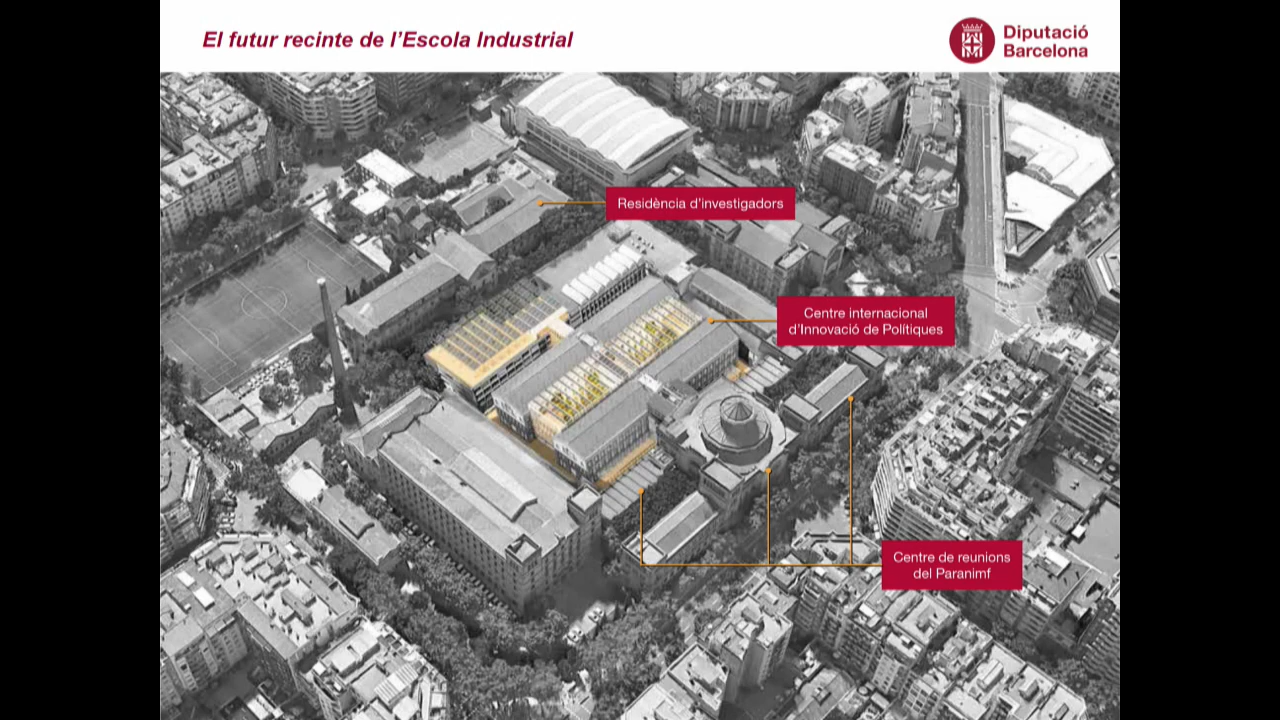 El futur recinte de l'Escola Industrial
Diputació
Barcelona
Residència d'investigadors
Centre internacional
d'Innovació de Polítiques
Centre de reunions
del Paranimf